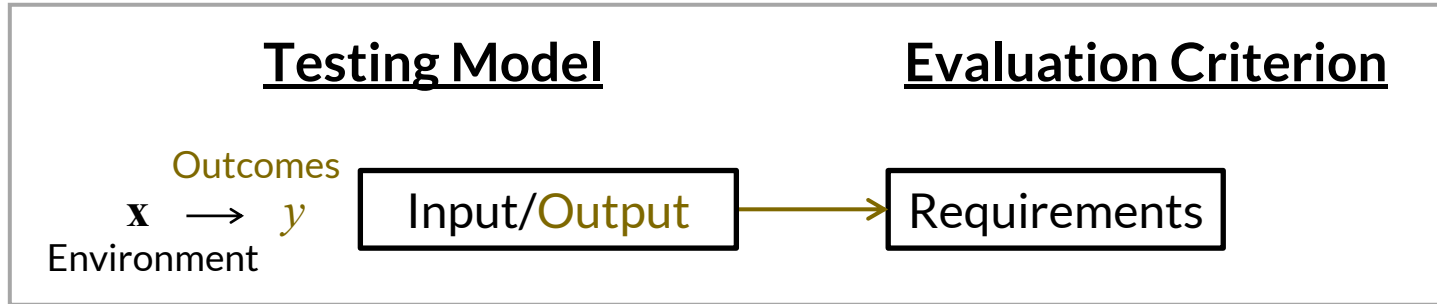 Testing Model
Evaluation Criterion
Outcomes
x → y
Environment
Input/Output
Requirements